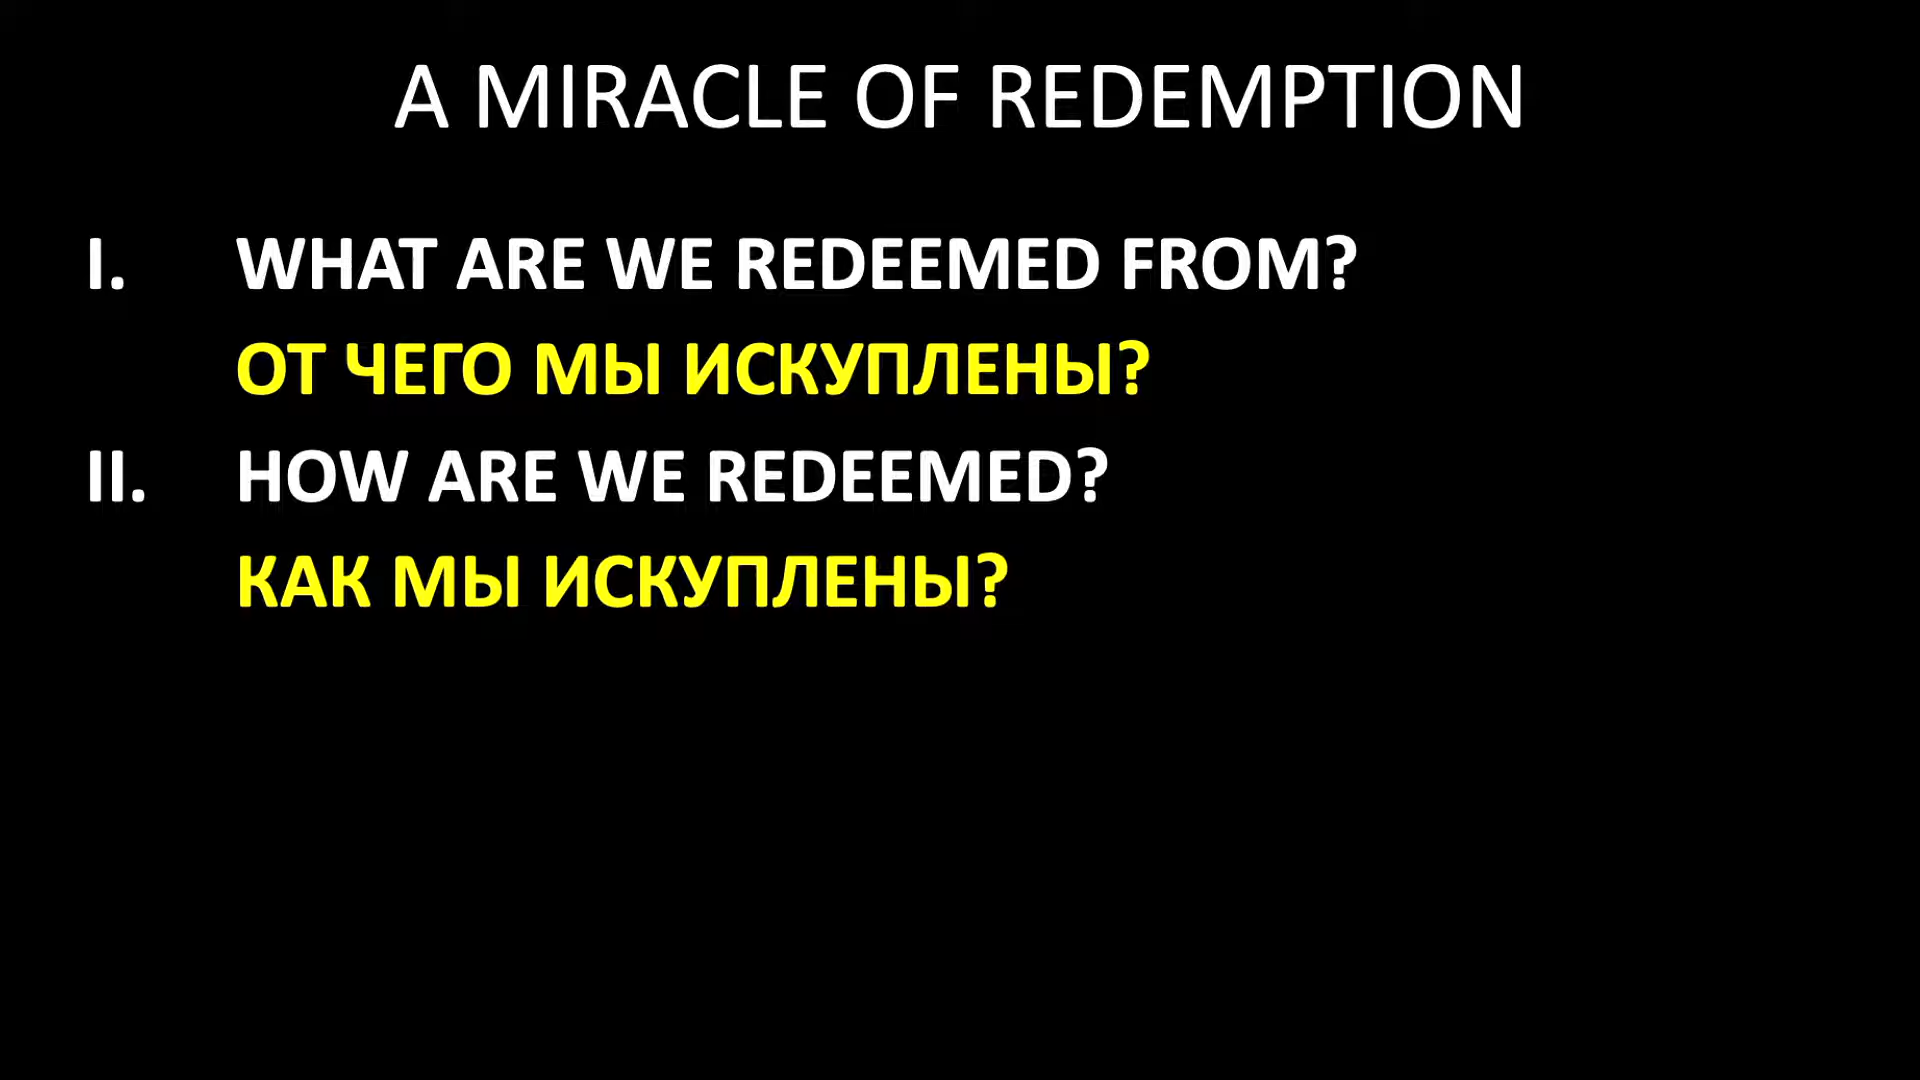 A MIRACLE OF REDEMPTION
I. WHAT ARE WE REDEEMED FROM?
ОТ ЧЕГО МЫ ИСКУПЛЕНЫ?
II. HOW ARE WE REDEEMED?
КАК МЫ ИСКУПЛЕНЫ?